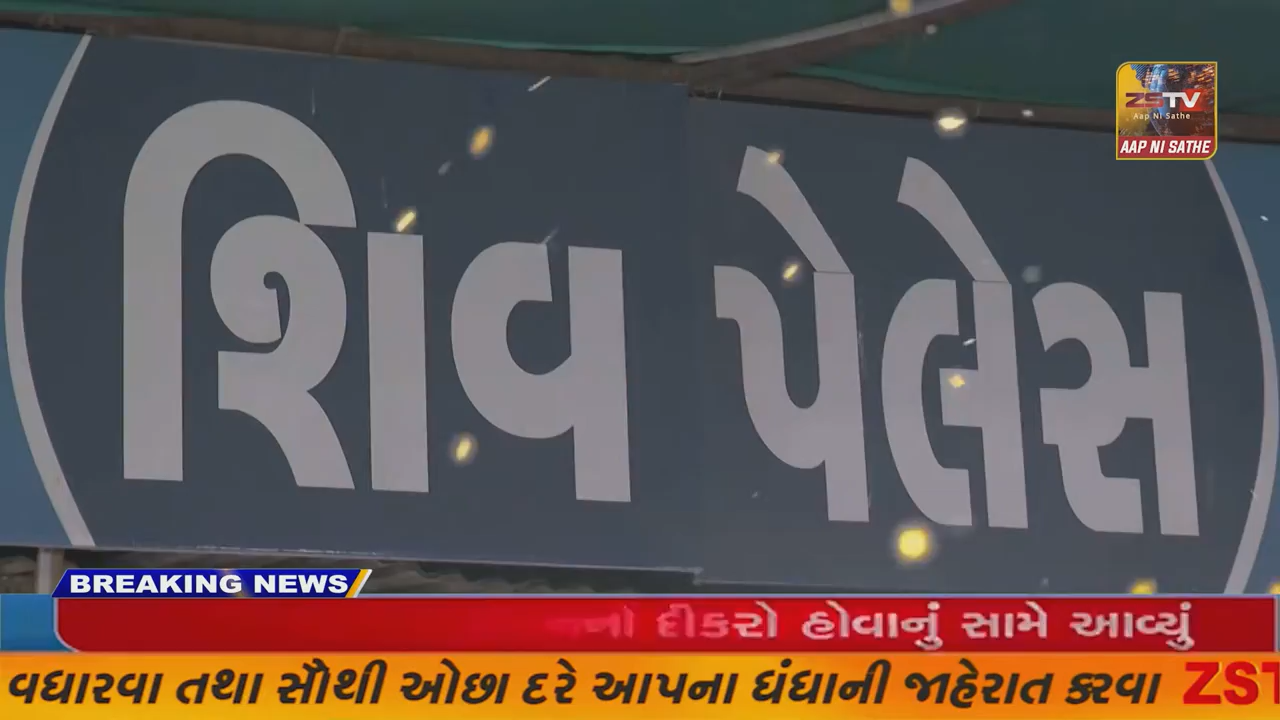 શિવ પેલેસ
ZSTV
Aap Ni Sathe
AAP NI SATHE
BREAKING NEWS
દીકરો હોવાનું સામે આવ્યું
વધારવા તથા સૌથી ઓછા દરે આપના ધંધાની જાહેરાત કરવા ZST